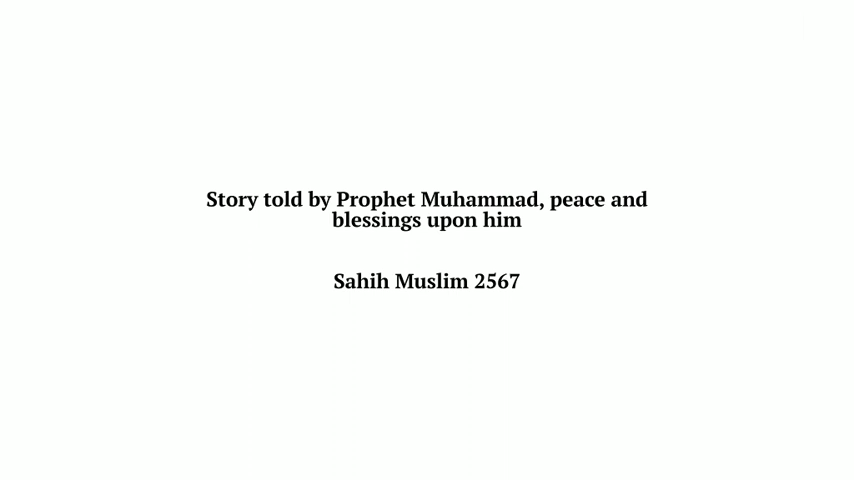 Story told by Prophet Muhammad, peace and
blessings upon him
Sahih Muslim 2567